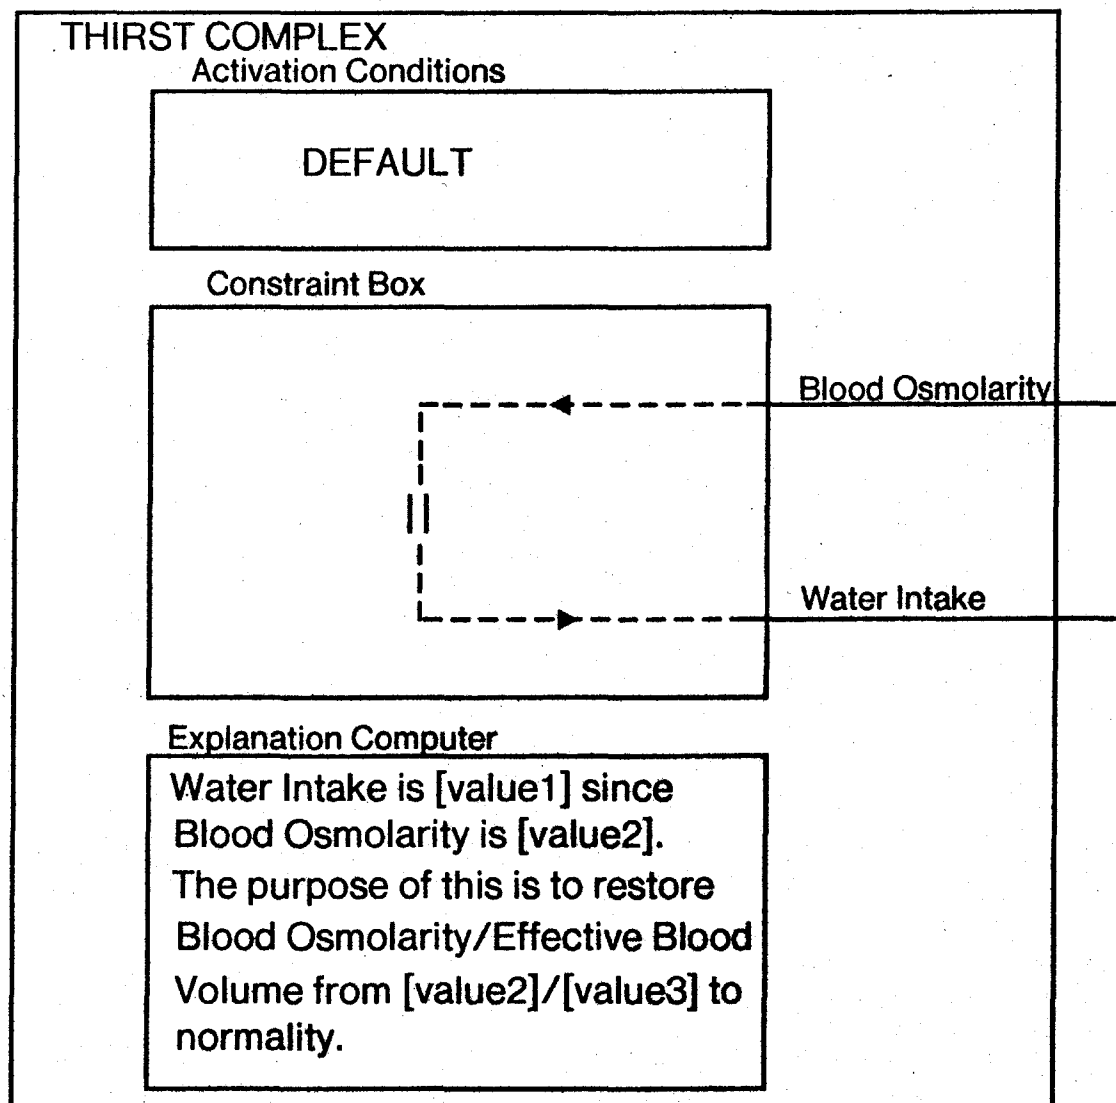 THIRST COMPLEX
Activation Conditions
DEFAULT
Constraint Box
Blood Osmolarity
Water Intake
Explanation Computer
Water Intake is [value1] since
Blood Osmolarity is [value2].
The purpose of this is to restore
Blood Osmolarity/Effective Blood
Volume from [value2]/[value3] to
normality.